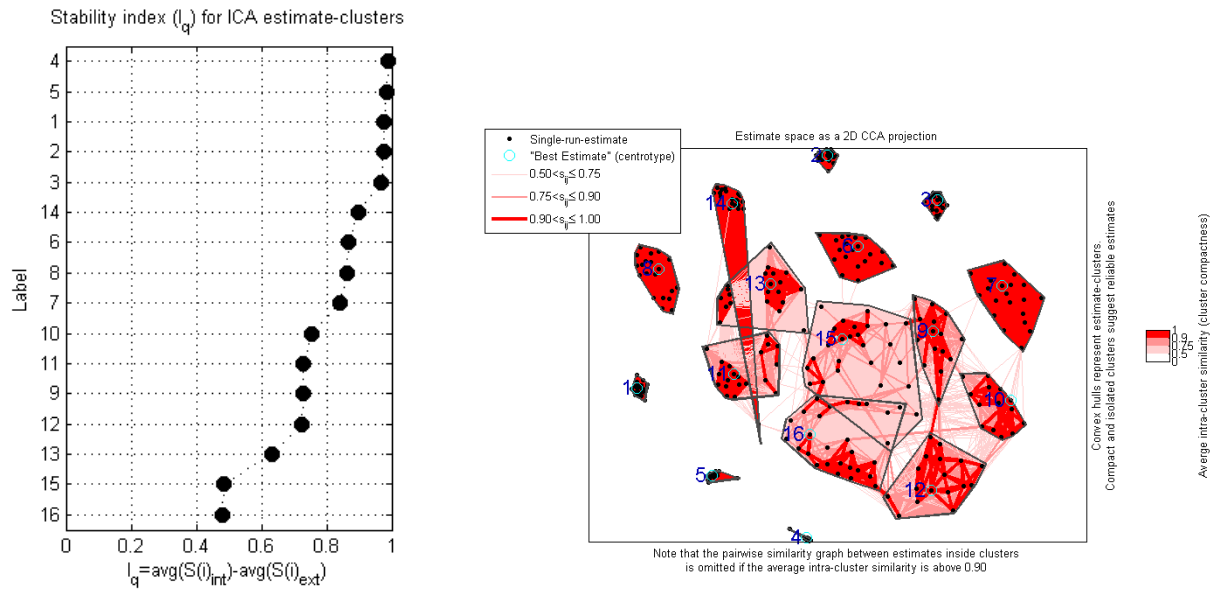 Stability index (Iq) for ICA estimate-clusters
4
5
1
2
3
14
6
8
7
10
11
9
12
13
15
16
Label
0 0.2 0.4 0.6 0.8 1
Iq=avg(S(i)int)-avg(S(i)ext)
Single-run-estimate
"Best Estimate" (centrotype)
0.50<sij≤ 0.75
0.75<sij≤ 0.90
0.90<sij≤ 1.00
Estimate space as a 2D CCA projection
2
3
14
6
8
13
7
15
9
11
1
10
16
5
12
4
Note that the pairwise similarity graph between estimates inside clusters
is omitted if the average intra-cluster similarity is above 0.90
Convex hulls represent estimate-clusters.
Compact and isolated clusters suggest reliable estimates
1
0.9
0.75
0.5
0
Averge intra-cluster similarity (cluster compactness)